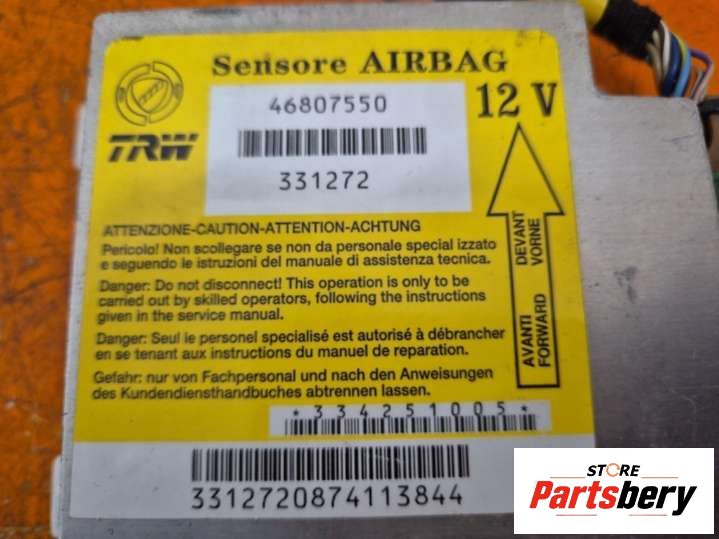 Sensore AIRBAG
TRW
46807550
12 V
331272
ATTENZIONE-CAUTION-ATTENTION-ACHTUNG
Pericolo! Non scollegare se non da personale special izzato
e seguendo le istruzioni del manuale di assistenza tecnica.
Danger: Do not disconnect! This operation is only to be
carried out by skilled operators, following the instructions
given in the service manual.
Danger: Seul le personel specialisé est autorisé à débrancher
en se tenant aux instructions du manuel de reparation.
Gefahr: nur von Fachpersonal und nach den Anweisungen
des Kundendiensthandbuches abtrennen lassen.
AVANTI DEVANT
FORWARD VORNE
*334251005*
3312720874113844
STORE
Partsbery